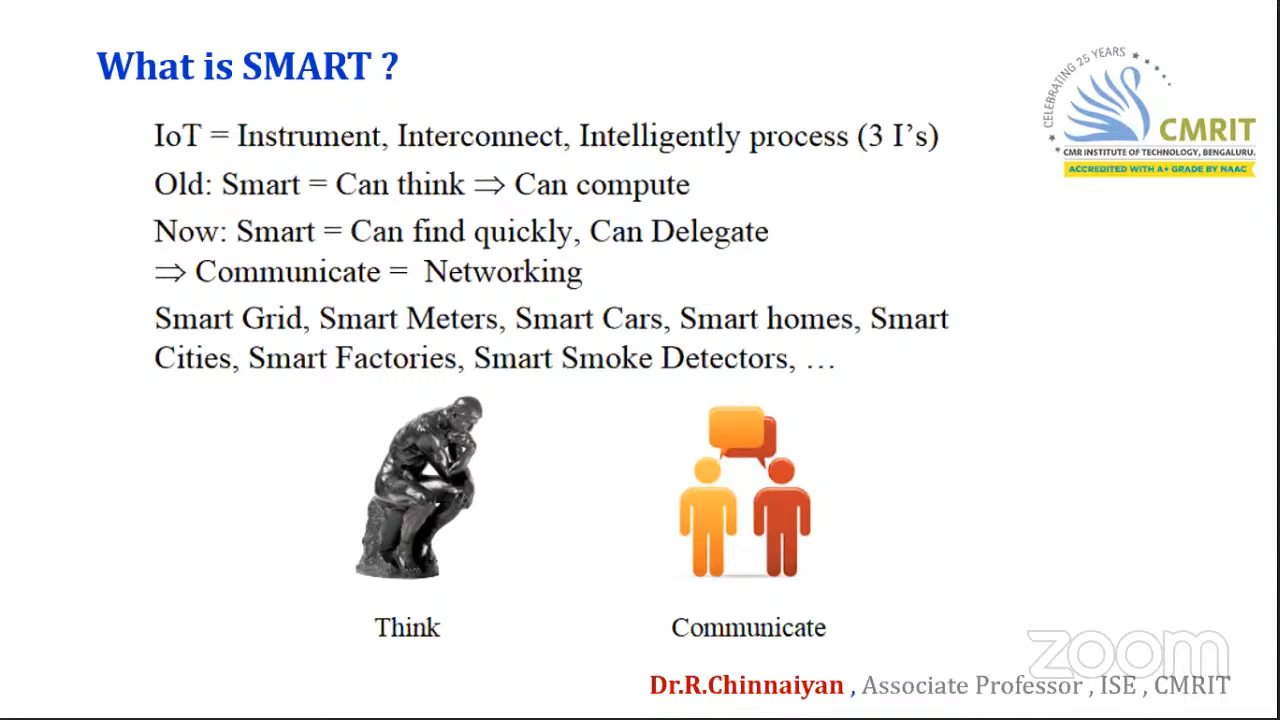 What is SMART ?
CELEBRATING 25 YEARS
CMRIT
CMR INSTITUTE OF TECHNOLOGY, BENGALURU.
ACCREDITED WITH A+ GRADE BY NAAC
IoT = Instrument, Interconnect, Intelligently process (3 I’s)
Old: Smart = Can think ⇒ Can compute
Now: Smart = Can find quickly, Can Delegate
⇒ Communicate = Networking
Smart Grid, Smart Meters, Smart Cars, Smart homes, Smart
Cities, Smart Factories, Smart Smoke Detectors, …
Think
Communicate
zoom
Dr.R.Chinnaiyan , Associate Professor , ISE , CMRIT